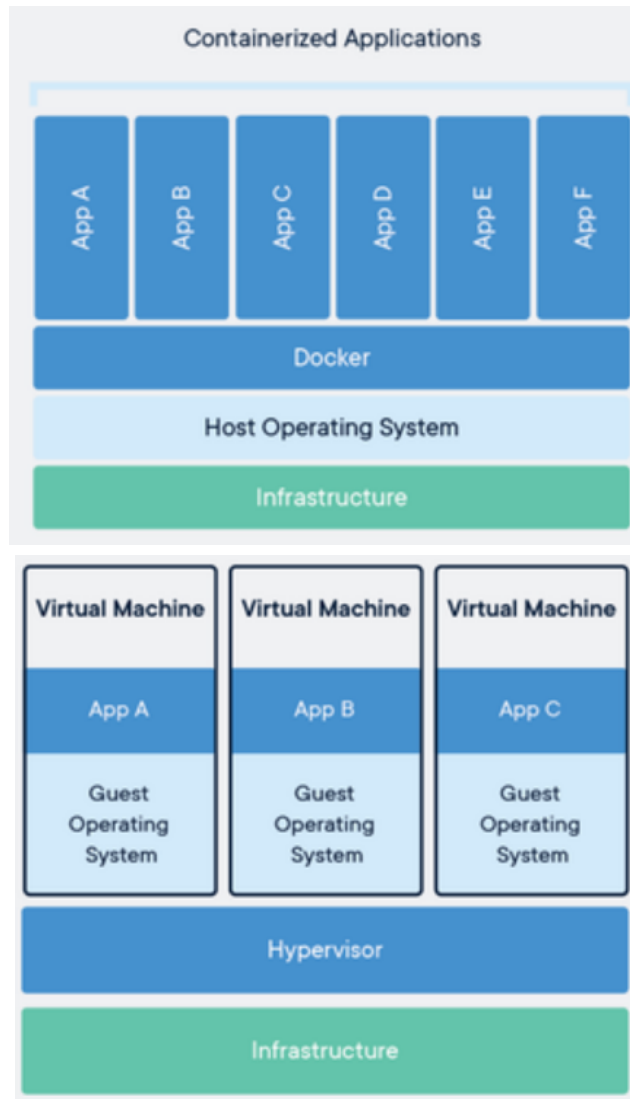 Containerized Applications
App A
App B
App C
App D
App E
App F
Docker
Host Operating System
Infrastructure
Virtual Machine
App A
Guest
Operating
System
Virtual Machine
App B
Guest
Operating
System
Virtual Machine
App C
Guest
Operating
System
Hypervisor
Infrastructure